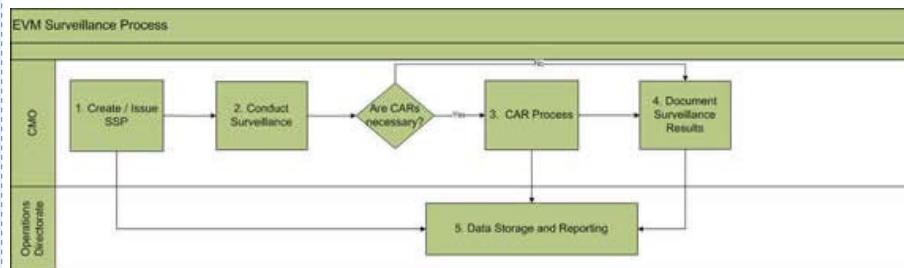 EVM Surveillance Process
CMO
1. Create / Issue
SSP
2. Conduct
Surveillance
Are CARs
necessary?
No
Yes
3. CAR Process
4. Document
Surveillance
Results
Operations
Directorate
5. Data Storage and Reporting